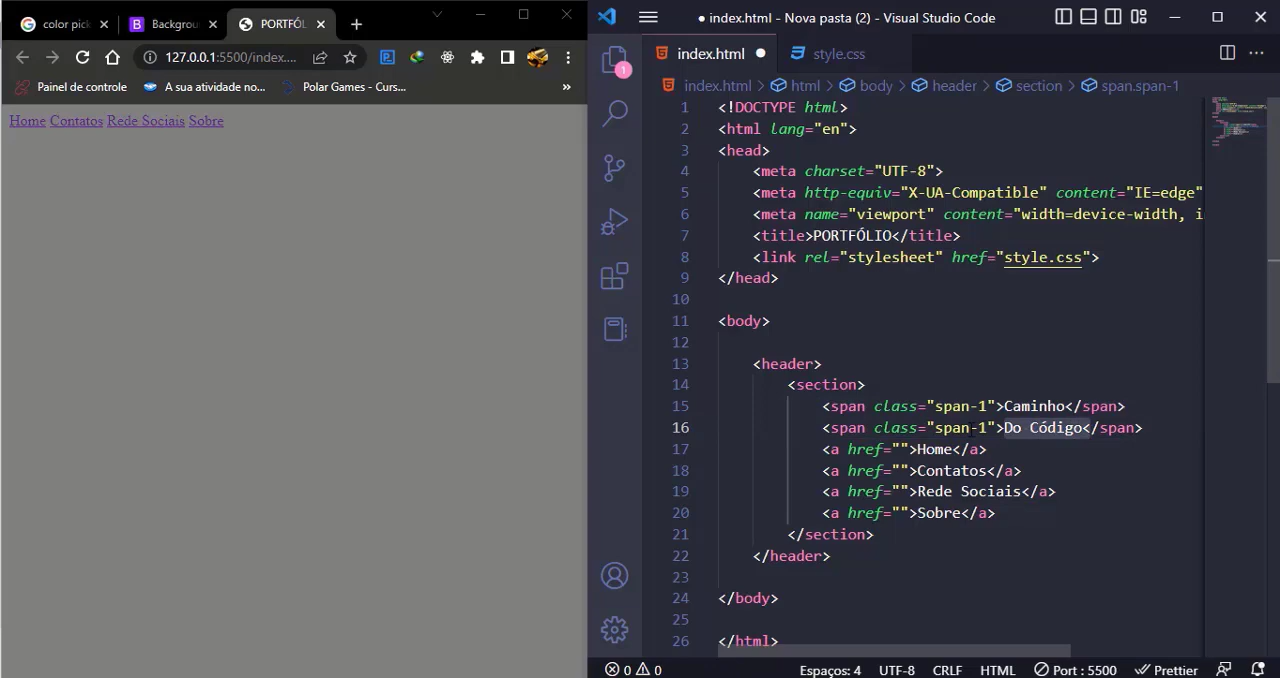 color pick
Backgrou
PORTFÓL
127.0.0.1:5500/index....
Painel de controle
A sua atividade no...
Polar Games - Curs...
»
Home Contatos Rede Sociais Sobre
● index.html - Nova pasta (2) - Visual Studio Code
index.html
style.css
index.html > html > body > header > section > span.span-1
1 <!DOCTYPE html>
2 <html lang="en">
3 <head>
4 <meta charset="UTF-8">
5 <meta http-equiv="X-UA-Compatible" content="IE=edge"
6 <meta name="viewport" content="width=device-width, i
7 <title>PORTFÓLIO</title>
8 <link rel="stylesheet" href="style.css">
9 </head>
10
11 <body>
12
13 <header>
14 <section>
15 <span class="span-1">Caminho</span>
16 <span class="span-1">Do Código</span>
17 <a href="">Home</a>
18 <a href="">Contatos</a>
19 <a href="">Rede Sociais</a>
20 <a href="">Sobre</a>
21 </section>
22 </header>
23
24 </body>
25
26 </html>
1
0 0 Espaços: 4 UTF-8 CRLF HTML Port : 5500 Prettier